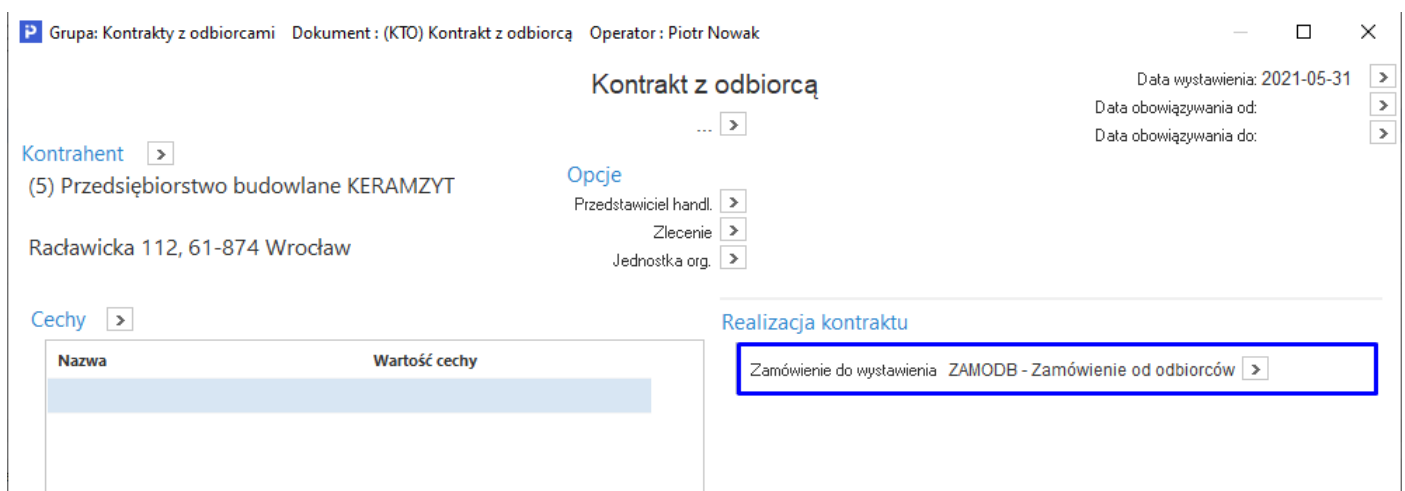 Grupa: Kontrakty z odbiorcami Dokument : (KTO) Kontrakt z odbiorcą Operator : Piotr Nowak
Kontrakt z odbiorcą
...
Data wystawienia: 2021-05-31
Data obowiązywania od:
Data obowiązywania do:
Kontrahent
(5) Przedsiębiorstwo budowlane KERAMZYT
Racławicka 112, 61-874 Wrocław
Opcje
Przedstawiciel handl.
Zlecenie
Jednostka org.
Cechy
Nazwa Wartość cechy
Realizacja kontraktu
Zamówienie do wystawienia ZAMODB - Zamówienie od odbiorców